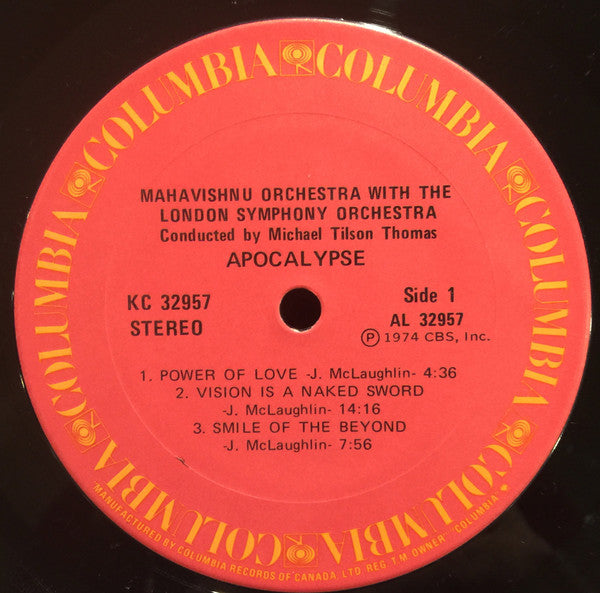 COLUMBIA COLUMBIA COLUMBIA COLUMBIA COLUMBIA COLUMBIA COLUMBIA COLUMBIA
MAHAVISHNU ORCHESTRA WITH THE
LONDON SYMPHONY ORCHESTRA
Conducted by Michael Tilson Thomas
APOCALYPSE
KC 32957
STEREO
Side 1
AL 32957
Ⓟ 1974 CBS, Inc.
1. POWER OF LOVE -J. McLaughlin- 4:36
2. VISION IS A NAKED SWORD
-J. McLaughlin- 14:16
3. SMILE OF THE BEYOND
-J. McLaughlin- 7:56
MANUFACTURED BY COLUMBIA RECORDS OF CANADA, LTD. REG. T.M. OWNER "COLUMBIA"